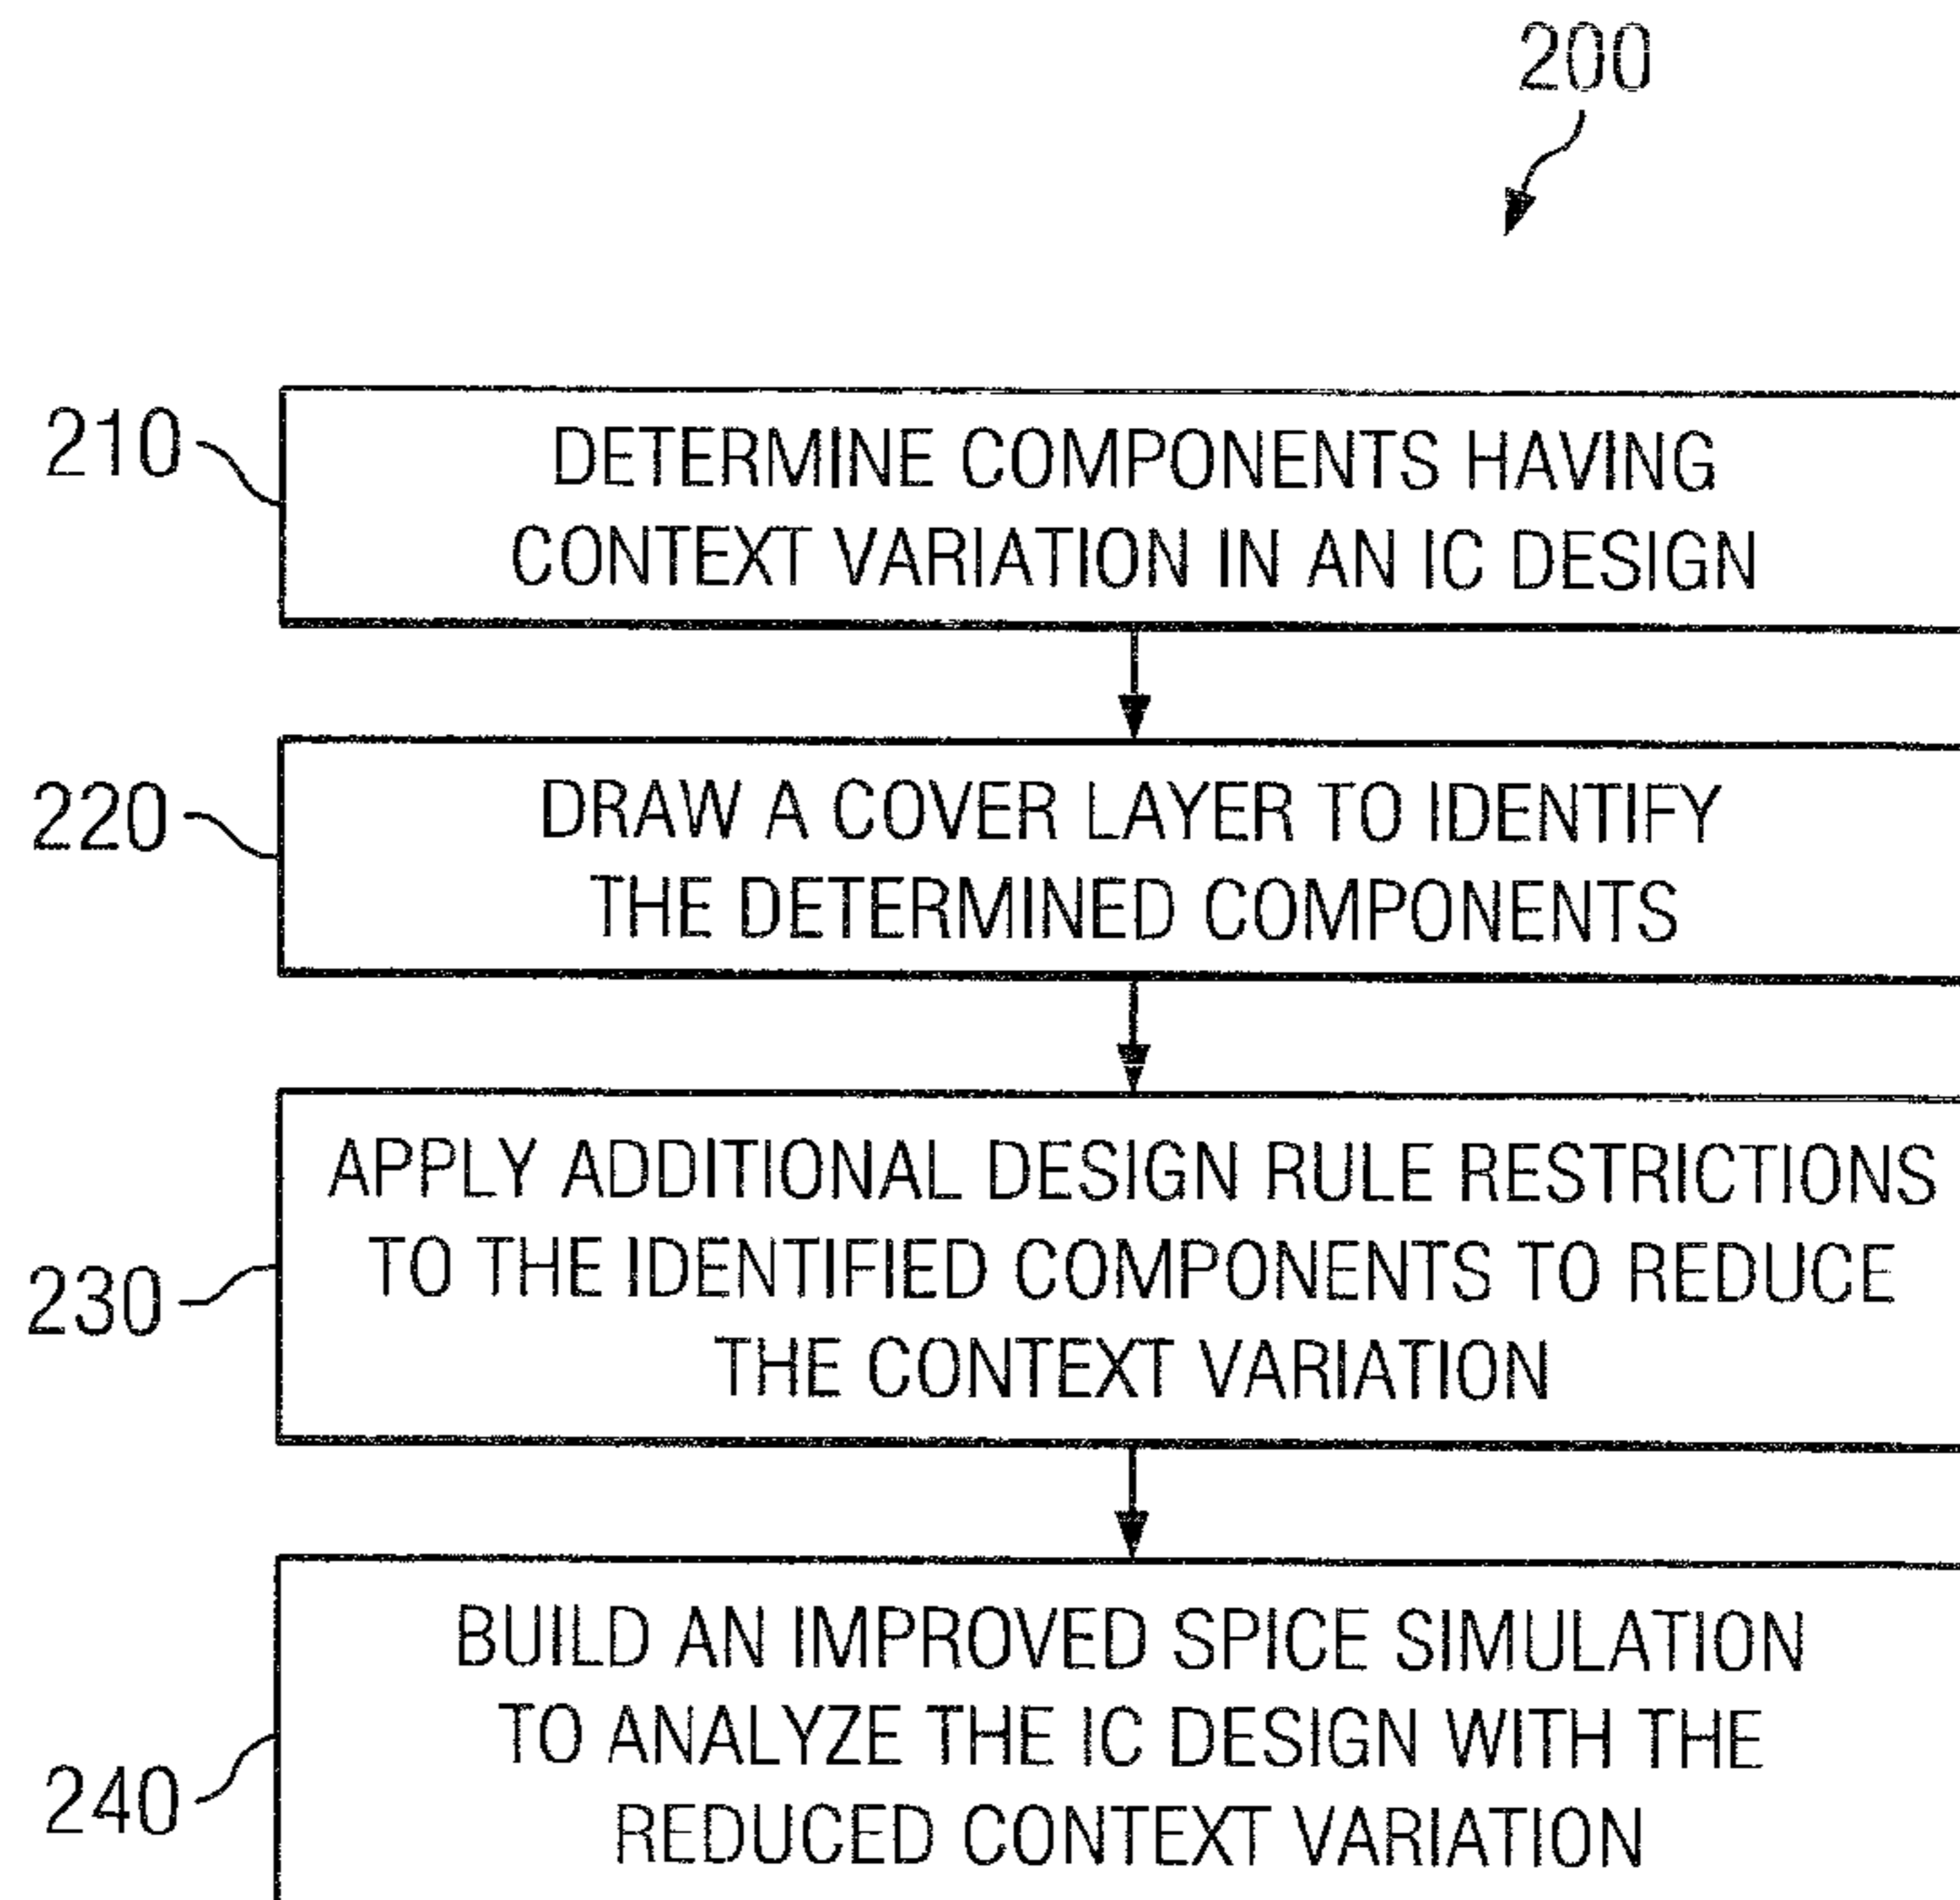 200
210
DETERMINE COMPONENTS HAVING
CONTEXT VARIATION IN AN IC DESIGN
220
DRAW A COVER LAYER TO IDENTIFY
THE DETERMINED COMPONENTS
230
APPLY ADDITIONAL DESIGN RULE RESTRICTIONS
TO THE IDENTIFIED COMPONENTS TO REDUCE
THE CONTEXT VARIATION
240
BUILD AN IMPROVED SPICE SIMULATION
TO ANALYZE THE IC DESIGN WITH THE
REDUCED CONTEXT VARIATION